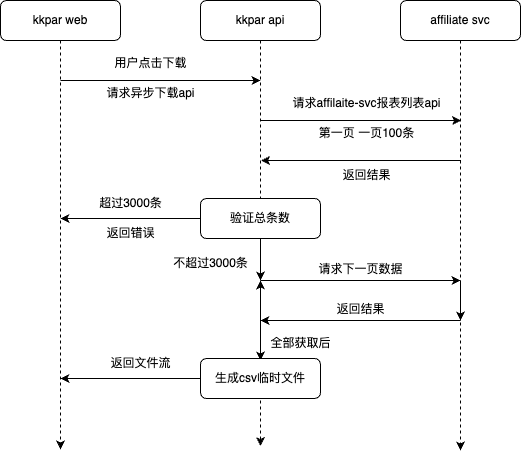 kkpar web
kkpar api
affiliate svc
用户点击下载
请求异步下载api
请求affilaite-svc报表列表api
第一页 一页100条
返回结果
超过3000条
返回错误
验证总条数
不超过3000条
请求下一页数据
返回结果
全部获取后
返回文件流
生成csv临时文件